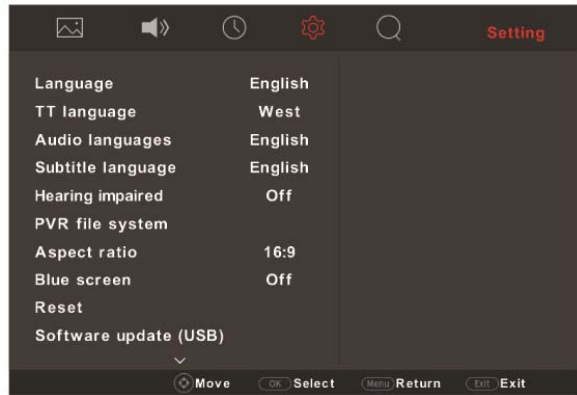 Setting
Language English
TT language West
Audio languages English
Subtitle language English
Hearing impaired Off
PVR file system
Aspect ratio 16:9
Blue screen Off
Reset
Software update (USB)
Move OK Select Menu Return Exit Exit